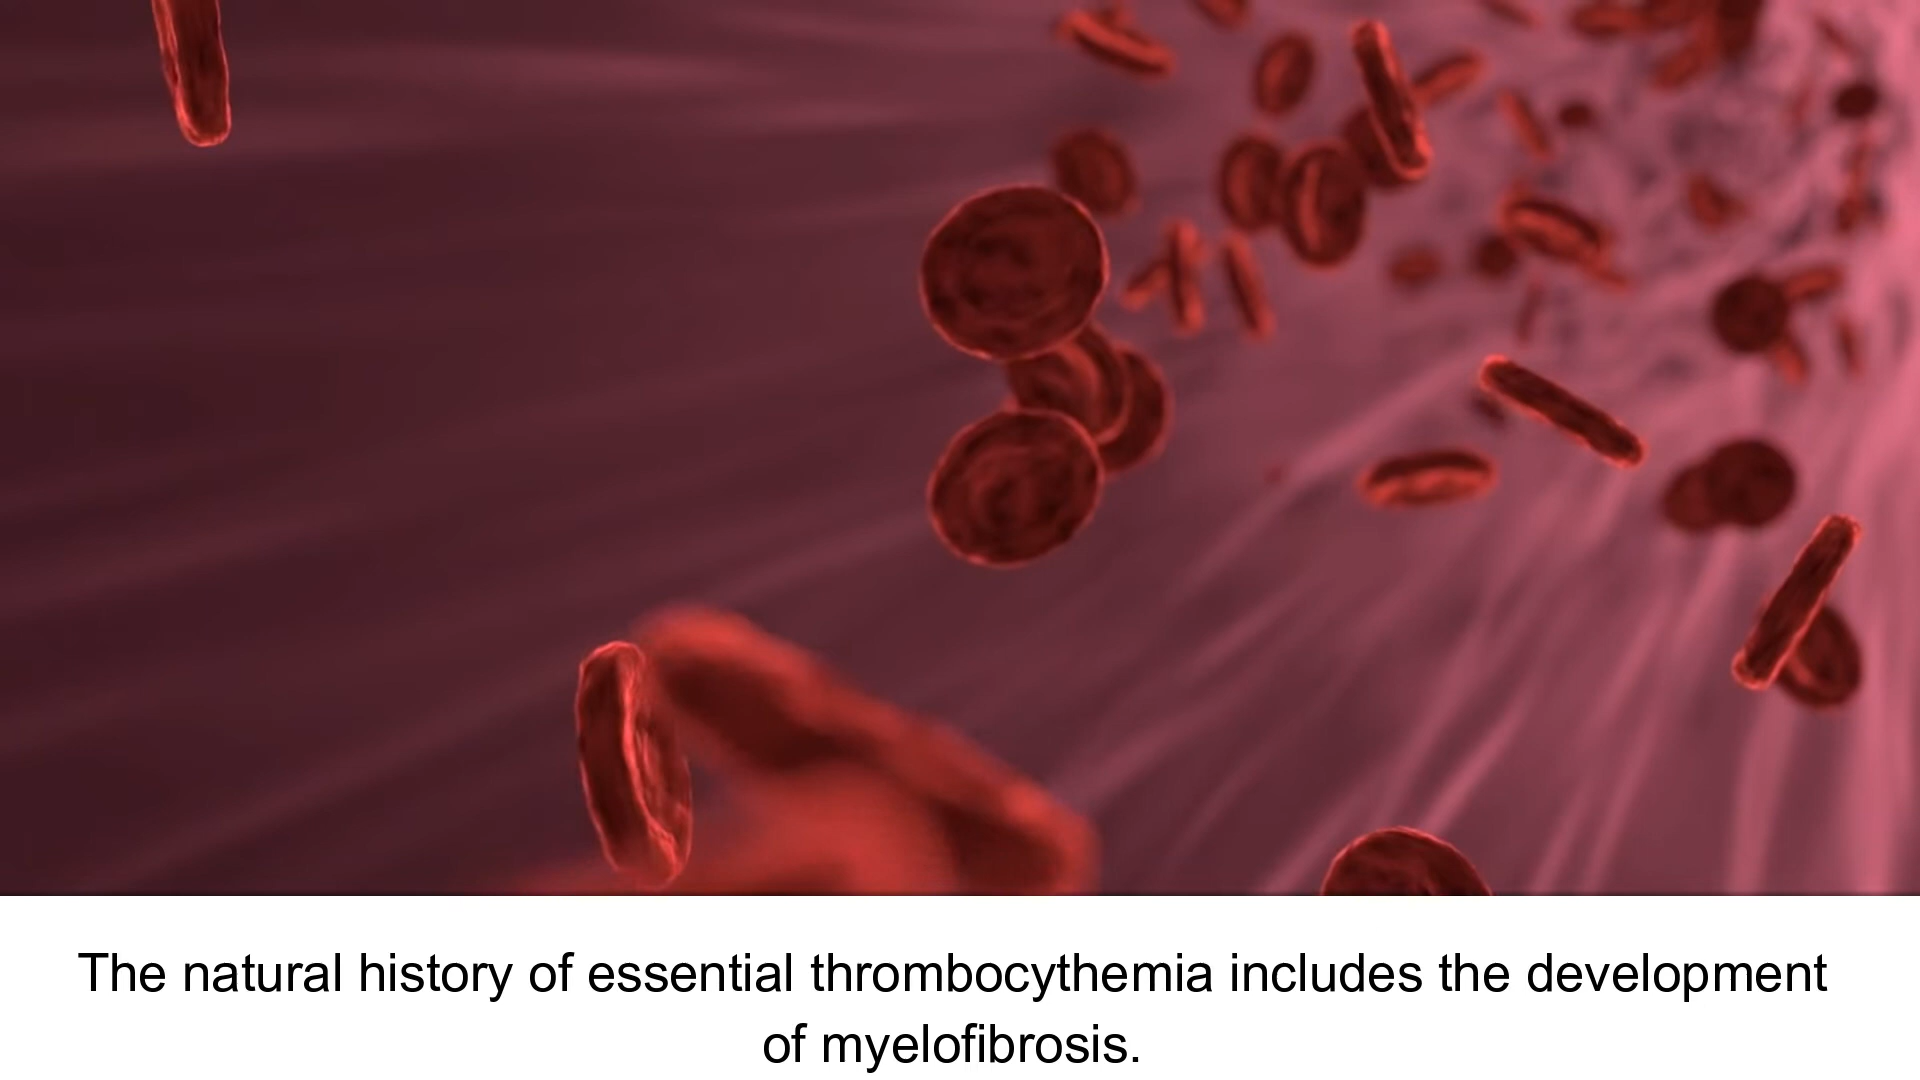 The natural history of essential thrombocythemia includes the development
of myelofibrosis.